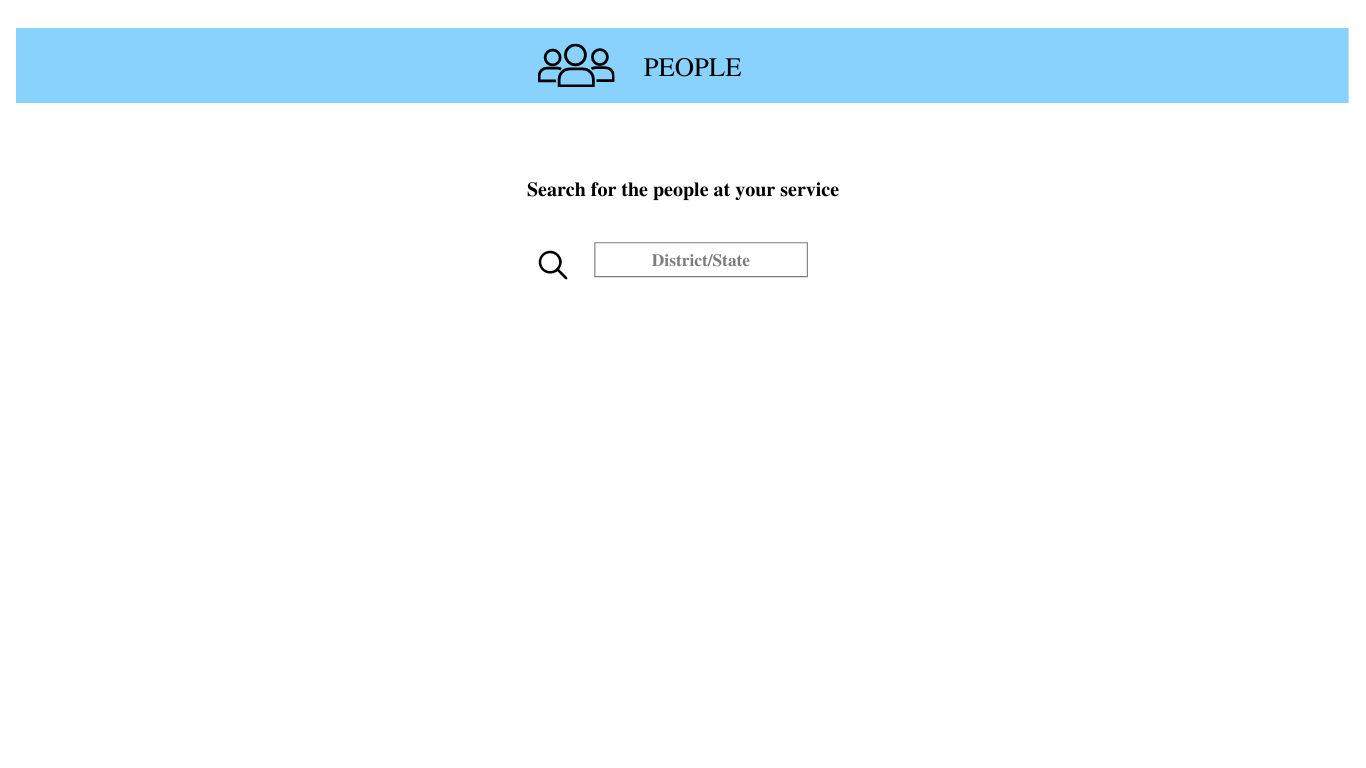 PEOPLE
Search for the people at your service
District/State